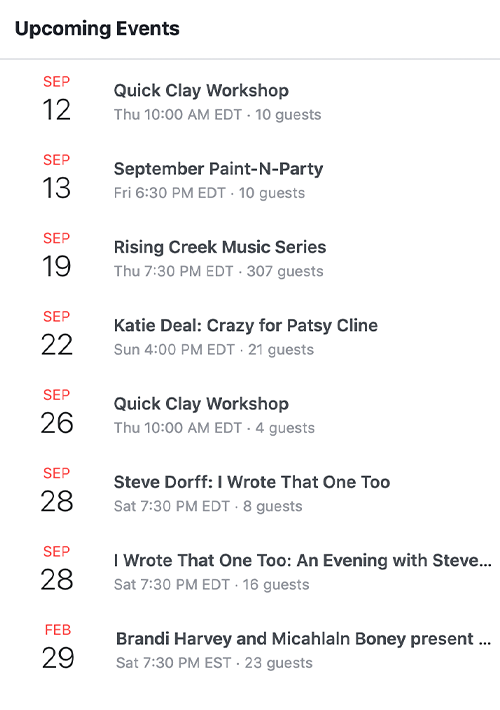 Upcoming Events
SEP
12
Quick Clay Workshop
Thu 10:00 AM EDT · 10 guests
SEP
13
September Paint-N-Party
Fri 6:30 PM EDT · 10 guests
SEP
19
Rising Creek Music Series
Thu 7:30 PM EDT · 307 guests
SEP
22
Katie Deal: Crazy for Patsy Cline
Sun 4:00 PM EDT · 21 guests
SEP
26
Quick Clay Workshop
Thu 10:00 AM EDT · 4 guests
SEP
28
Steve Dorff: I Wrote That One Too
Sat 7:30 PM EDT · 8 guests
SEP
28
I Wrote That One Too: An Evening with Steve...
Sat 7:30 PM EDT · 16 guests
FEB
29
Brandi Harvey and Micahlaln Boney present ...
Sat 7:30 PM EST · 23 guests